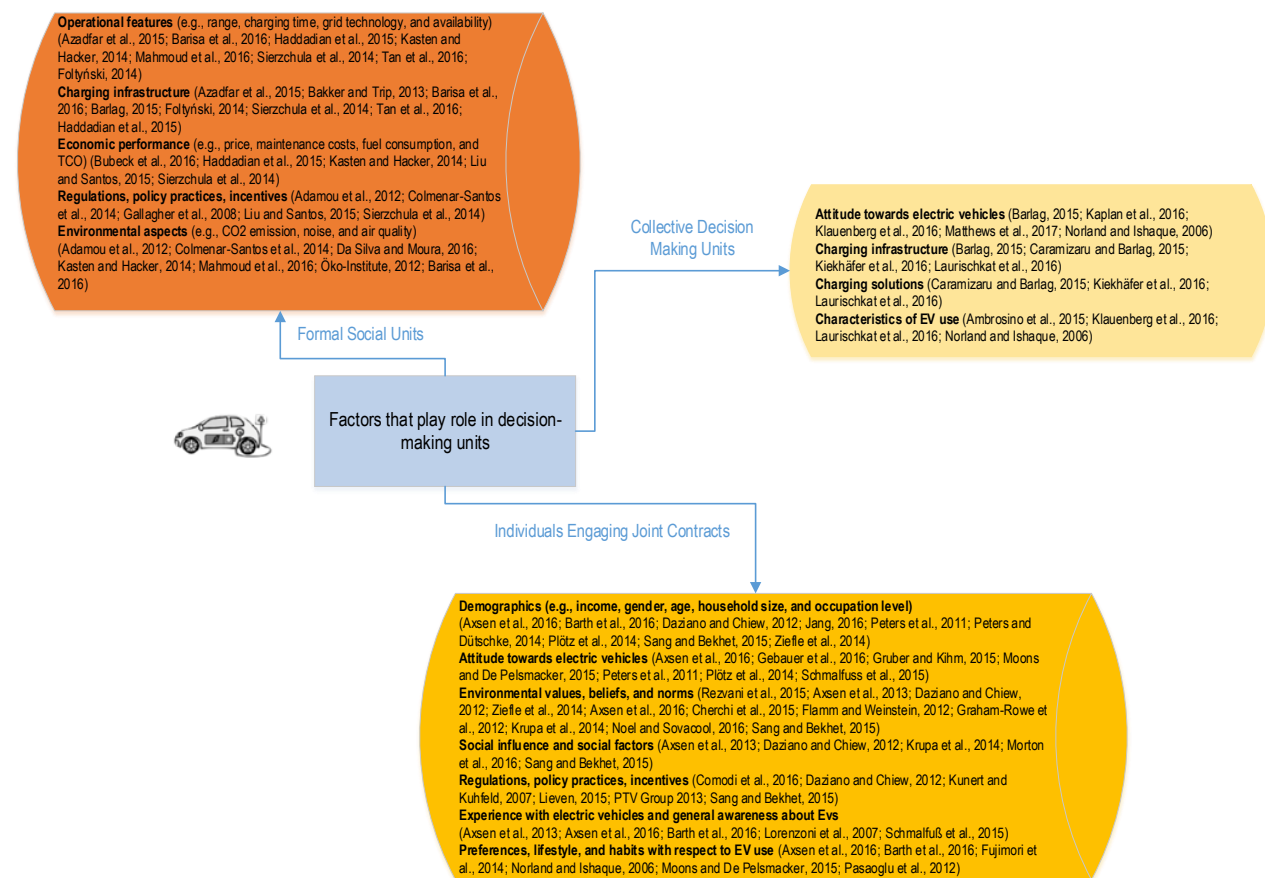 Operational features (e.g., range, charging time, grid technology, and availability)
(Azadfar et al., 2015; Barisa et al., 2016; Haddadian et al., 2015; Kasten and
Hacker, 2014; Mahmoud et al., 2016; Sierzchula et al., 2014; Tan et al., 2016;
Foltyński, 2014)
Charging infrastructure (Azadfar et al., 2015; Bakker and Trip, 2013; Barisa et al.,
2016; Barlag, 2015; Foltyński, 2014; Sierzchula et al., 2014; Tan et al., 2016;
Haddadian et al., 2015)
Economic performance (e.g., price, maintenance costs, fuel consumption, and
TCO) (Bubeck et al., 2016; Haddadian et al., 2015; Kasten and Hacker, 2014; Liu
and Santos, 2015; Sierzchula et al., 2014)
Regulations, policy practices, incentives (Adamou et al., 2012; Colmenar-Santos
et al., 2014; Gallagher et al., 2008; Liu and Santos, 2015; Sierzchula et al., 2014)
Environmental aspects (e.g., CO2 emission, noise, and air quality)
(Adamou et al., 2012; Colmenar-Santos et al., 2014; Da Silva and Moura, 2016;
Kasten and Hacker, 2014; Mahmoud et al., 2016; Öko-Institute, 2012; Barisa et al.,
2016)
Collective Decision
Making Units
Attitude towards electric vehicles (Barlag, 2015; Kaplan et al., 2016;
Klauenberg et al., 2016; Matthews et al., 2017; Norland and Ishaque, 2006)
Charging infrastructure (Barlag, 2015; Caramizaru and Barlag, 2015;
Kiekhäfer et al., 2016; Laurischkat et al., 2016)
Charging solutions (Caramizaru and Barlag, 2015; Kiekhäfer et al., 2016;
Laurischkat et al., 2016)
Characteristics of EV use (Ambrosino et al., 2015; Klauenberg et al., 2016;
Laurischkat et al., 2016; Norland and Ishaque, 2006)
Formal Social Units
Factors that play role in decision-
making units
Individuals Engaging Joint Contracts
Demographics (e.g., income, gender, age, household size, and occupation level)
(Axsen et al., 2016; Barth et al., 2016; Daziano and Chiew, 2012; Jang, 2016; Peters et al., 2011; Peters and
Dütschke, 2014; Plötz et al., 2014; Sang and Bekhet, 2015; Ziefle et al., 2014)
Attitude towards electric vehicles (Axsen et al., 2016; Gebauer et al., 2016; Gruber and Kihm, 2015; Moons
and De Pelsmacker, 2015; Peters et al., 2011; Plötz et al., 2014; Schmalfuss et al., 2015)
Environmental values, beliefs, and norms (Rezvani et al., 2015; Axsen et al., 2013; Daziano and Chiew,
2012; Ziefle et al., 2014; Axsen et al., 2016; Cherchi et al., 2015; Flamm and Weinstein, 2012; Graham-Rowe et
al., 2012; Krupa et al., 2014; Noel and Sovacool, 2016; Sang and Bekhet, 2015)
Social influence and social factors (Axsen et al., 2013; Daziano and Chiew, 2012; Krupa et al., 2014; Morton
et al., 2016; Sang and Bekhet, 2015)
Regulations, policy practices, incentives (Comodi et al., 2016; Daziano and Chiew, 2012; Kunert and
Kuhfeld, 2007; Lieven, 2015; PTV Group 2013; Sang and Bekhet, 2015)
Experience with electric vehicles and general awareness about Evs
(Axsen et al., 2013; Axsen et al., 2016; Barth et al., 2016; Lorenzoni et al., 2007; Schmalfuß et al., 2015)
Preferences, lifestyle, and habits with respect to EV use (Axsen et al., 2016; Barth et al., 2016; Fujimori et
al., 2014; Norland and Ishaque, 2006; Moons and De Pelsmacker, 2015; Pasaoglu et al., 2012)